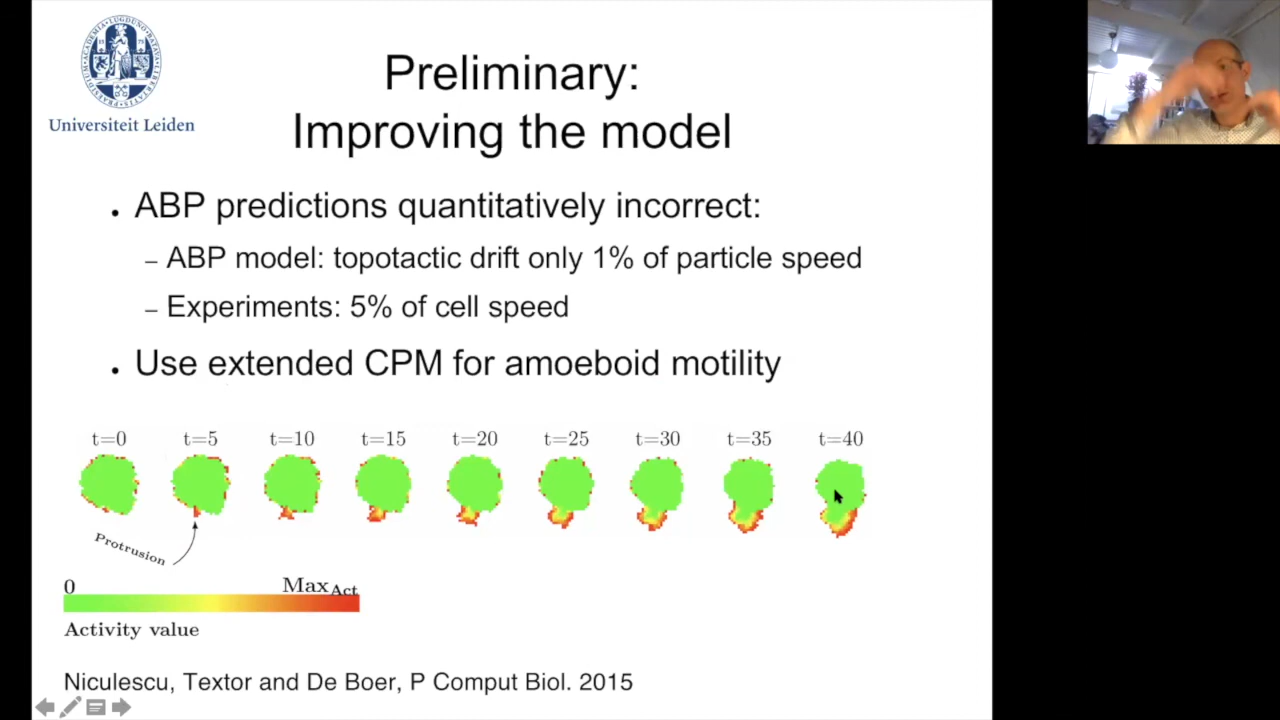 Universiteit Leiden
Preliminary:
Improving the model
• ABP predictions quantitatively incorrect:
– ABP model: topotactic drift only 1% of particle speed
– Experiments: 5% of cell speed
• Use extended CPM for amoeboid motility
t=0 t=5 t=10 t=15 t=20 t=25 t=30 t=35 t=40
Protrusion
0 MaxAct
Activity value
Niculescu, Textor and De Boer, P Comput Biol. 2015